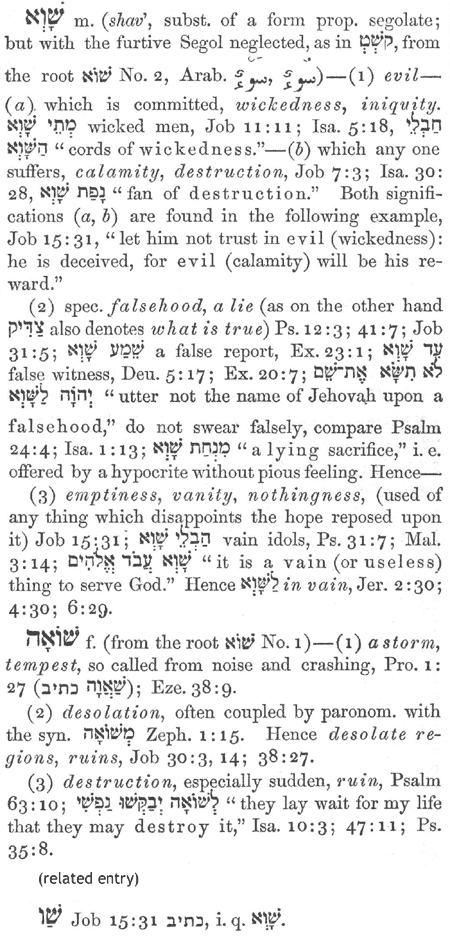 שָׁוְא m. (shav', subst. of a form prop. segolate;
but with the furtive Segol neglected, as in קֹשְׁטְ, from
the root שׁוֹא No. 2, Arab. —(1) evil—
(a) which is committed, wickedness, iniquity.
מְתֵי שָׁוְא wicked men, Job 11:11; Isa. 5:18, חַבְלֵי
הַשָּׁוְא “cords of wickedness.”—(b) which any one
suffers, calamity, destruction, Job 7:3; Isa. 30:
28, נָפַת שָׁוְא “fan of destruction.” Both signifi-
cations (a, b) are found in the following example,
Job 15:31, “let him not trust in evil (wickedness):
he is deceived, for evil (calamity) will be his re-
ward.”
(2) spec. falsehood, a lie (as on the other hand
צַדִּיק also denotes what is true) Ps. 12:3; 41:7; Job
31:5; שֵׁמַע שָׁוְא a false report, Ex. 23:1; עֵד שָׁוְא
false witness, Deu. 5:17; Ex. 20:7; לֹא תִשָּׂא אֶת־שֵׁם
יְהוָֹה לַשָּׁוְא “utter not the name of Jehovah upon a
falsehood,” do not swear falsely, compare Psalm
24:4; Isa. 1:13; מִנְחַת שָׁוְא “a lying sacrifice,” i. e.
offered by a hypocrite without pious feeling. Hence—
(3) emptiness, vanity, nothingness, (used of
any thing which disappoints the hope reposed upon
it) Job 15:31; הַבְלֵי שָׁוְא vain idols, Ps. 31:7; Mal.
3:14; שָׁוְא עֲבֹד אֱלֹהִים “it is a vain (or useless)
thing to serve God.” Hence לַשָּׁוְא in vain, Jer. 2:30;
4:30; 6:29.
שׁוֹאָה f. (from the root שׁוֹא No. 1)—(1) a storm,
tempest, so called from noise and crashing, Pro. 1:
27 (שַׁאֲוָה כתיב); Eze. 38:9.
(2) desolation, often coupled by paronom. with
the syn. מְשׁוֹאָה Zeph. 1:15. Hence desolate re-
gions, ruins, Job 30:3, 14; 38:27.
(3) destruction, especially sudden, ruin, Psalm
63:10; לְשׁוֹאָה יְבַקְשׁוּ נַפְשִׁי “they lay wait for my life
that they may destroy it,” Isa. 10:3; 47:11; Ps.
35:8.
(related entry)
שָׁו Job 15:31 כתיב, i. q. שָׁוְא.